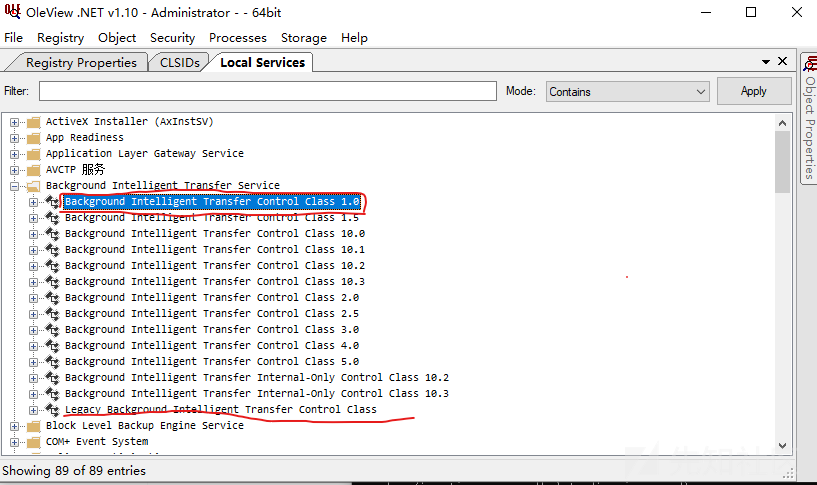 OleView .NET v1.10 - Administrator - - 64bit
File Registry Object Security Processes Storage Help
Registry Properties CLSIDs Local Services
Filter: Mode: Contains Apply
ActiveX Installer (AxInstSV)
App Readiness
Application Layer Gateway Service
AVCTP 服务
Background Intelligent Transfer Service
Background Intelligent Transfer Control Class 1.0
Background Intelligent Transfer Control Class 1.5
Background Intelligent Transfer Control Class 10.0
Background Intelligent Transfer Control Class 10.1
Background Intelligent Transfer Control Class 10.2
Background Intelligent Transfer Control Class 10.3
Background Intelligent Transfer Control Class 2.0
Background Intelligent Transfer Control Class 2.5
Background Intelligent Transfer Control Class 3.0
Background Intelligent Transfer Control Class 4.0
Background Intelligent Transfer Control Class 5.0
Background Intelligent Transfer Internal-Only Control Class 10.2
Background Intelligent Transfer Internal-Only Control Class 10.3
Legacy Background Intelligent Transfer Control Class
Block Level Backup Engine Service
COM+ Event System
Showing 89 of 89 entries
Object Properties